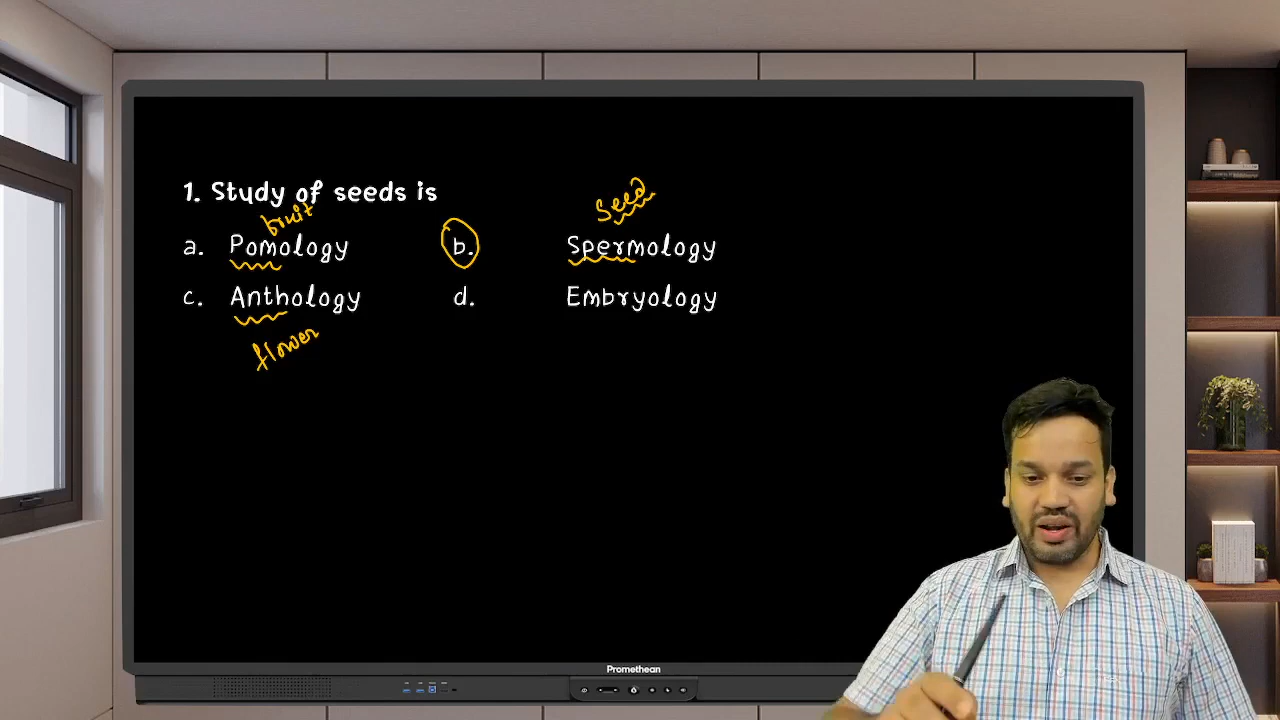 1. Study of seeds is
fruit
Seed
a. Pomology b. Spermology
c. Anthology d. Embryology
flower
Promethean